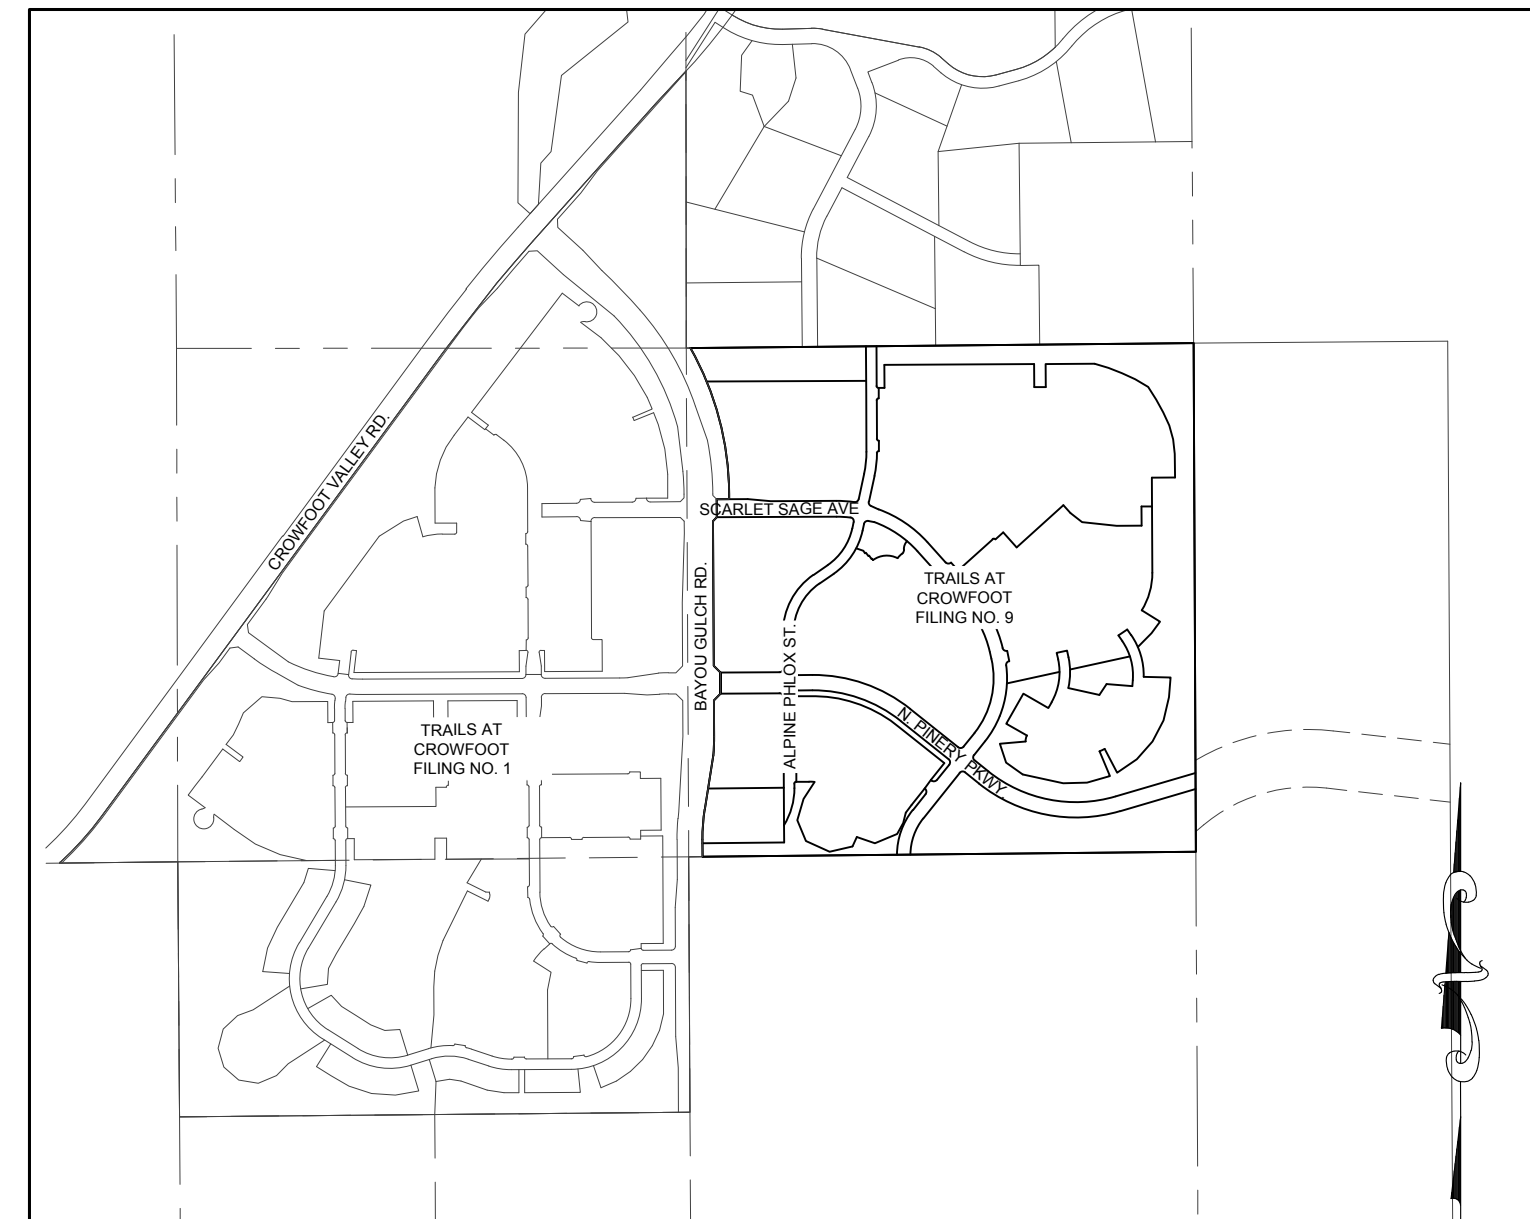 CROWFOOT VALLEY RD.
SCARLET SAGE AVE
BAYOU GULCH RD.
TRAILS AT
CROWFOOT
FILING NO. 9
ALPINE PHLOX ST.
N. PINERY PKWY.
TRAILS AT
CROWFOOT
FILING NO. 1